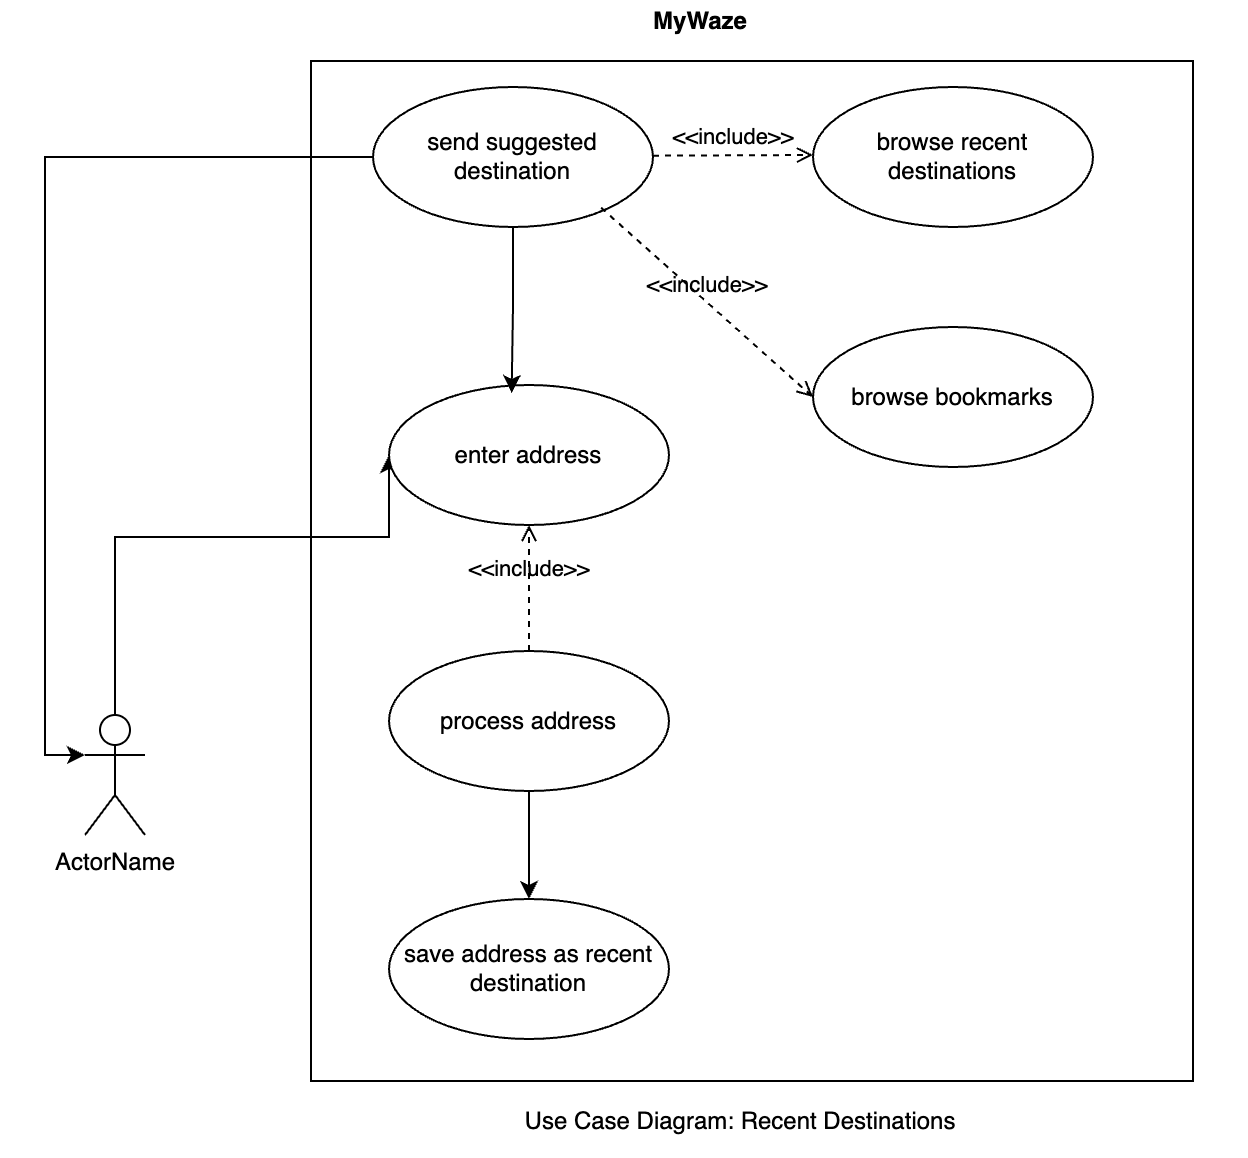 MyWaze
send suggested
destination
<<include>>
browse recent
destinations
<<include>>
browse bookmarks
enter address
<<include>>
process address
ActorName
save address as recent
destination
Use Case Diagram: Recent Destinations